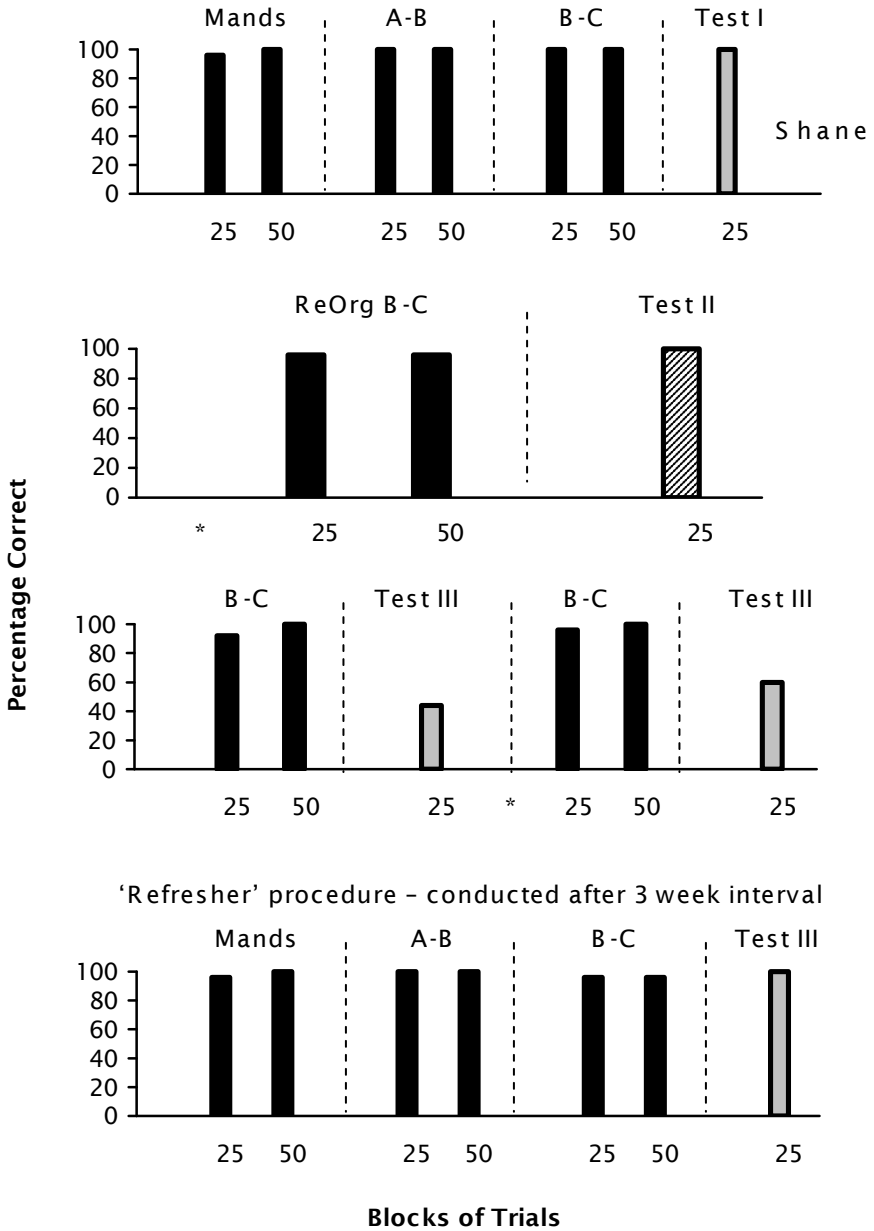 Mands A-B B-C Test I
100
80
60
40
20
0
Shane
25 50 25 50 25 50 25
ReOrg B-C Test II
100
80
60
40
20
0
* 25 50 25
Percentage Correct
B-C Test III B-C Test III
100
80
60
40
20
0
25 50 25 * 25 50 25
‘Refresher’ procedure – conducted after 3 week interval
Mands A-B B-C Test III
100
80
60
40
20
0
25 50 25 50 25 50 25
Blocks of Trials